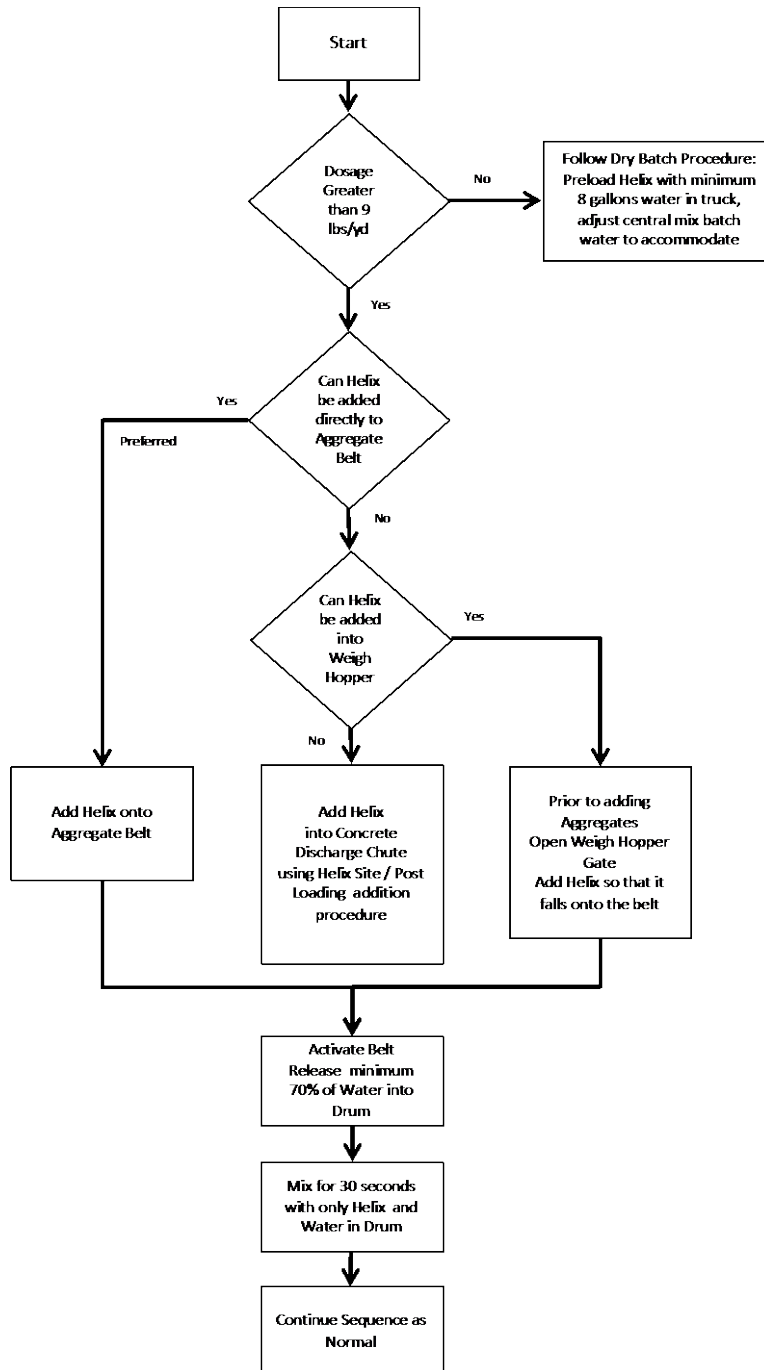 Start
Dosage
Greater
than 9
lbs/yd
No
Follow Dry Batch Procedure:
Preload Helix with minimum
8 gallons water in truck,
adjust central mix batch
water to accommodate
Yes
Can Helix
be added
directly to
Aggregate
Belt
Yes
Preferred
No
Can Helix
be added
into
Weigh
Hopper
Yes
No
Add Helix onto
Aggregate Belt
Add Helix
into Concrete
Discharge Chute
using Helix Site / Post
Loading addition
procedure
Prior to adding
Aggregates
Open Weigh Hopper
Gate
Add Helix so that it
falls onto the belt
Activate Belt
Release minimum
70% of Water into
Drum
Mix for 30 seconds
with only Helix and
Water in Drum
Continue Sequence as
Normal